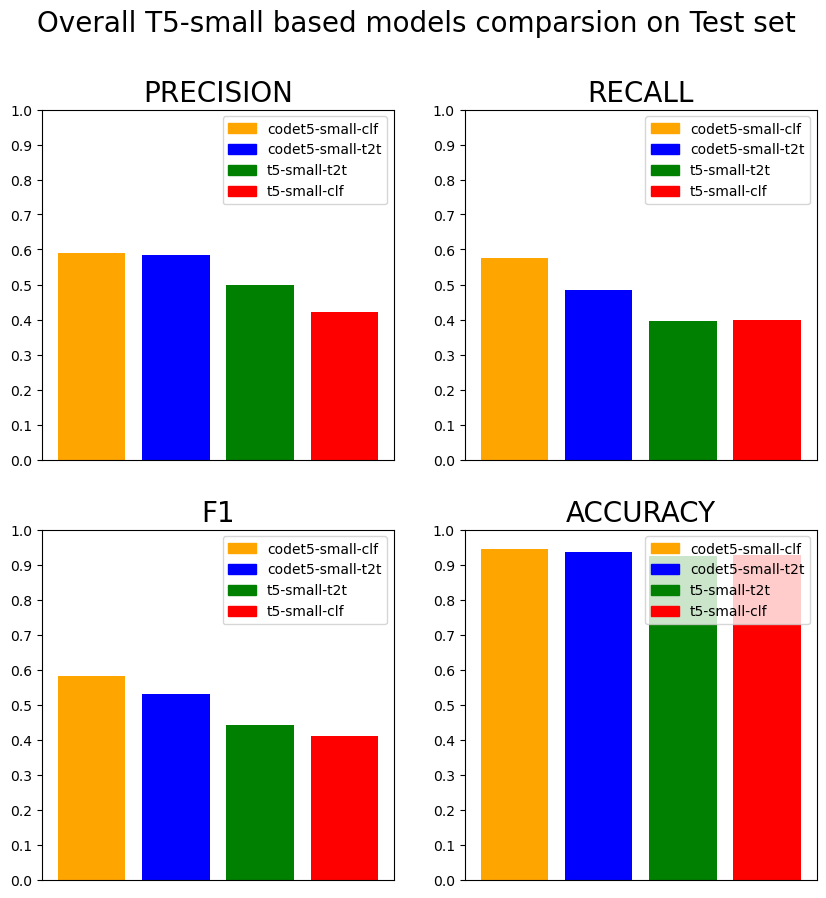 Overall T5-small based models comparsion on Test set
PRECISION
1.0
0.9
0.8
0.7
0.6
0.5
0.4
0.3
0.2
0.1
0.0
codet5-small-clf
codet5-small-t2t
t5-small-t2t
t5-small-clf
RECALL
1.0
0.9
0.8
0.7
0.6
0.5
0.4
0.3
0.2
0.1
0.0
codet5-small-clf
codet5-small-t2t
t5-small-t2t
t5-small-clf
F1
1.0
0.9
0.8
0.7
0.6
0.5
0.4
0.3
0.2
0.1
0.0
codet5-small-clf
codet5-small-t2t
t5-small-t2t
t5-small-clf
ACCURACY
1.0
0.9
0.8
0.7
0.6
0.5
0.4
0.3
0.2
0.1
0.0
codet5-small-clf
codet5-small-t2t
t5-small-t2t
t5-small-clf